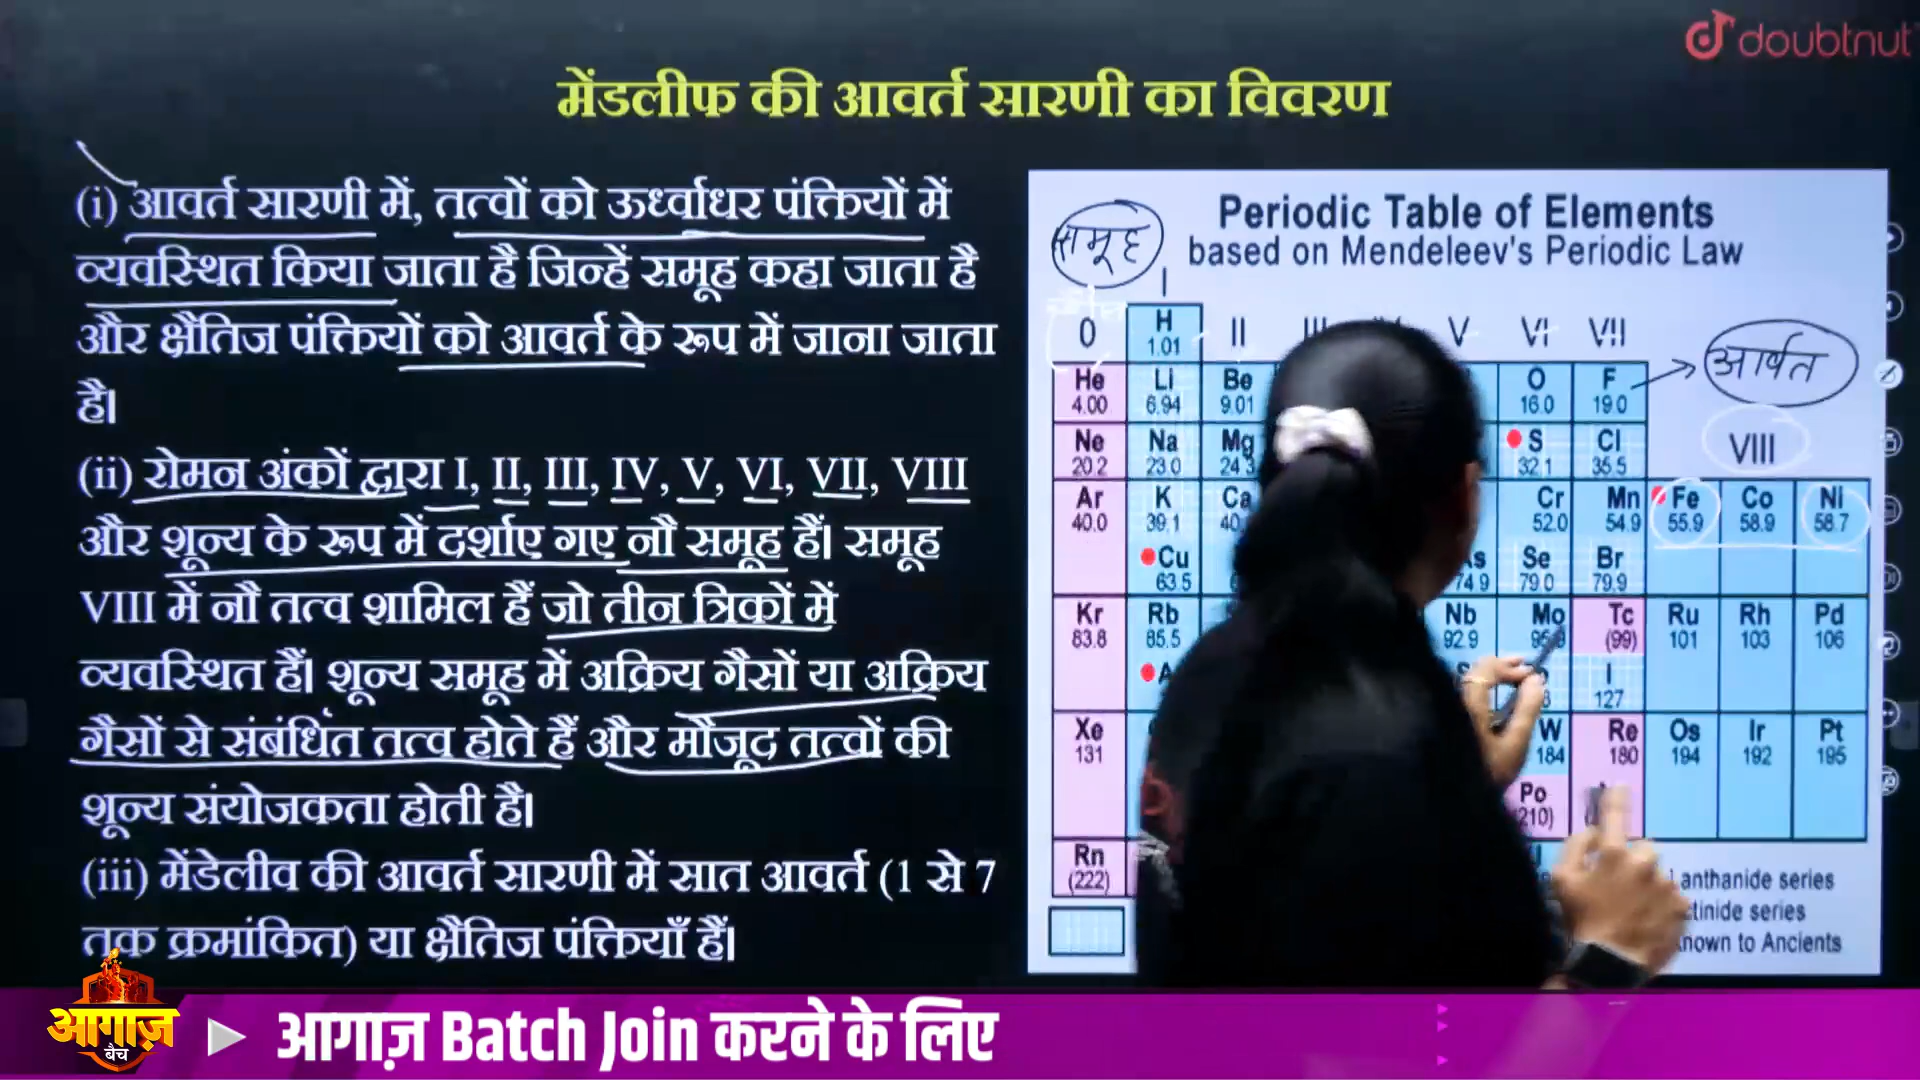 doubtnut
मेंडलीफ की आवर्त सारणी का विवरण
(i) आवर्त सारणी में, तत्वों को ऊर्ध्वाधर पंक्तियों में
व्यवस्थित किया जाता है जिन्हें समूह कहा जाता है
और क्षैतिज पंक्तियों को आवर्त के रूप में जाना जाता
है।
(ii) रोमन अंकों द्वारा I, II, III, IV, V, VI, VII, VIII
और शून्य के रूप में दर्शाए गए नौ समूह हैं। समूह
VIII में नौ तत्व शामिल हैं जो तीन त्रिकों में
व्यवस्थित हैं। शून्य समूह में अक्रिय गैसों या अक्रिय
गैसों से संबंधित तत्व होते हैं और मौजूद तत्वों की
शून्य संयोजकता होती है।
(iii) मेंडेलीव की आवर्त सारणी में सात आवर्त (1 से 7
तक क्रमांकित) या क्षैतिज पंक्तियाँ हैं।
Periodic Table of Elements
based on Mendeleev's Periodic Law
समूह
I
0 H II V VI VII
1.01
आर्वत
He Li Be O F
4.00 6.94 9.01 16.0 19.0
Ne Na Mg S Cl VIII
20.2 23.0 24.3 32.1 35.5
Ar K Ca Cr Mn Fe Co Ni
40.0 39.1 52.0 54.9 55.9 58.9 58.7
Cu Se Br
63.5 74.9 79.0 79.9
Kr Rb Nb Mo Tc Ru Rh Pd
83.8 85.5 92.9 (99) 101 103 106
I
127
Xe W Re Os Ir Pt
131 184 180 194 192 195
Po
Rn
(222)
anthanide series
series
to Ancients
आगाज़
बैच
आगाज़ Batch Join करने के लिए